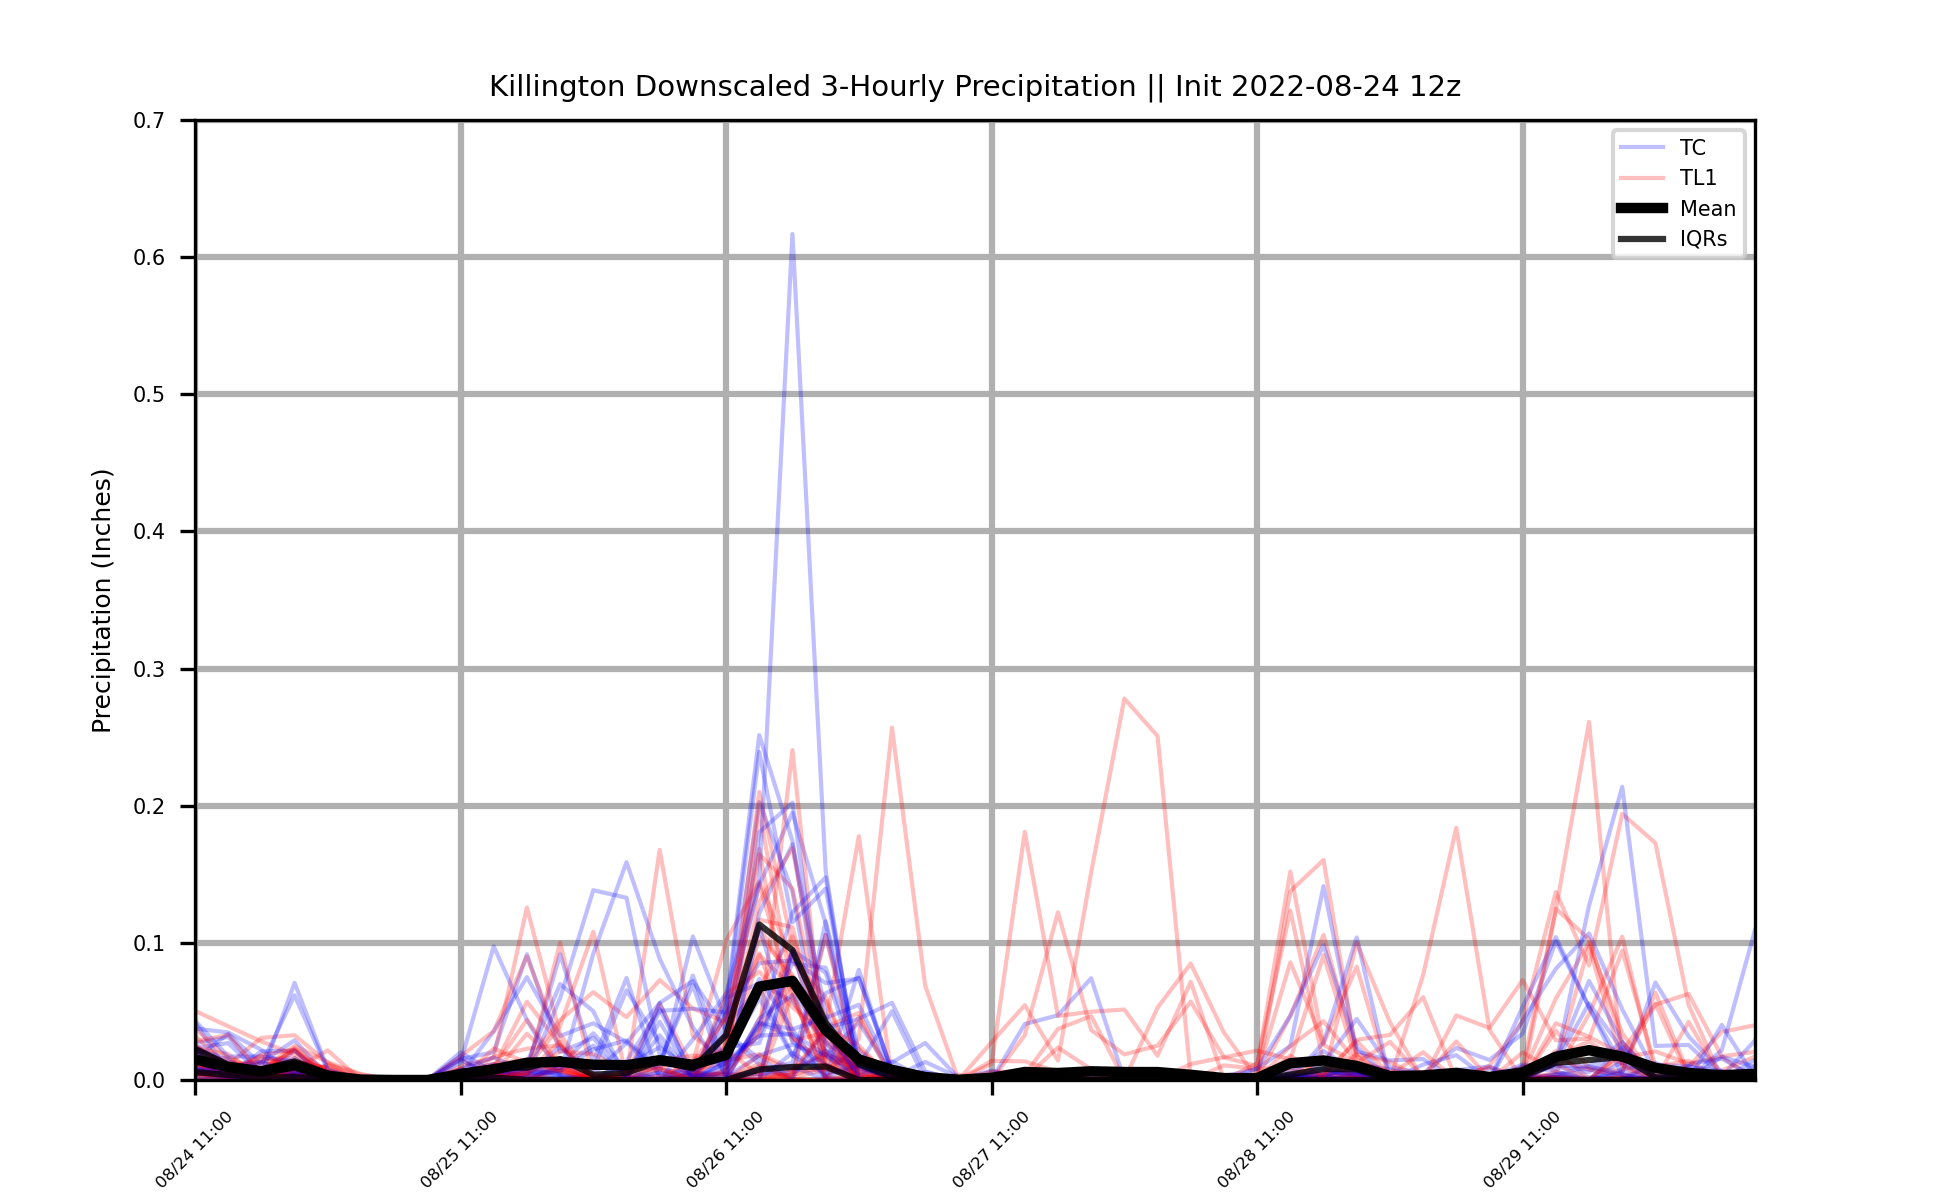 Killington Downscaled 3-Hourly Precipitation || Init 2022-08-24 12z
Precipitation (Inches)
0.7
0.6
0.5
0.4
0.3
0.2
0.1
0.0
TC
TL1
Mean
IQRs
08/24 11:00
08/25 11:00
08/26 11:00
08/27 11:00
08/28 11:00
08/29 11:00